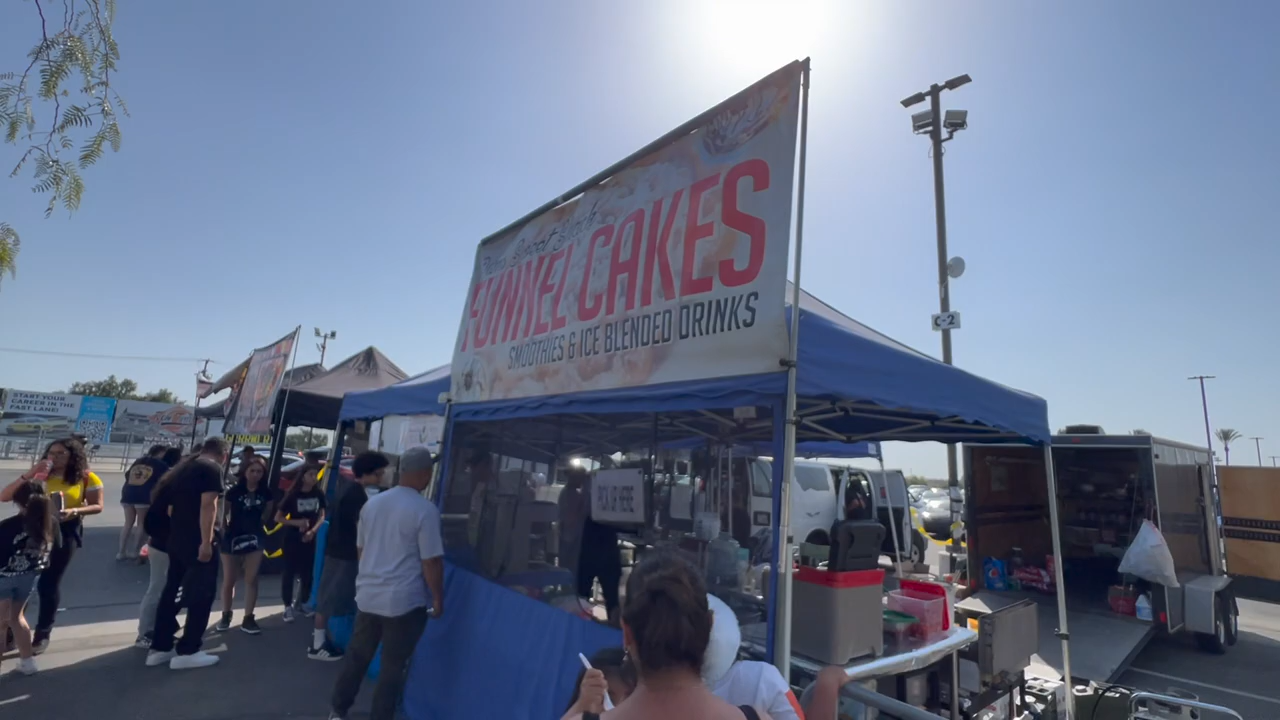 FUNNEL CAKES
SMOOTHIES & ICE BLENDED DRINKS
PICK UP HERE
C-2
START YOUR
CAREER IN THE
FAST LANE!